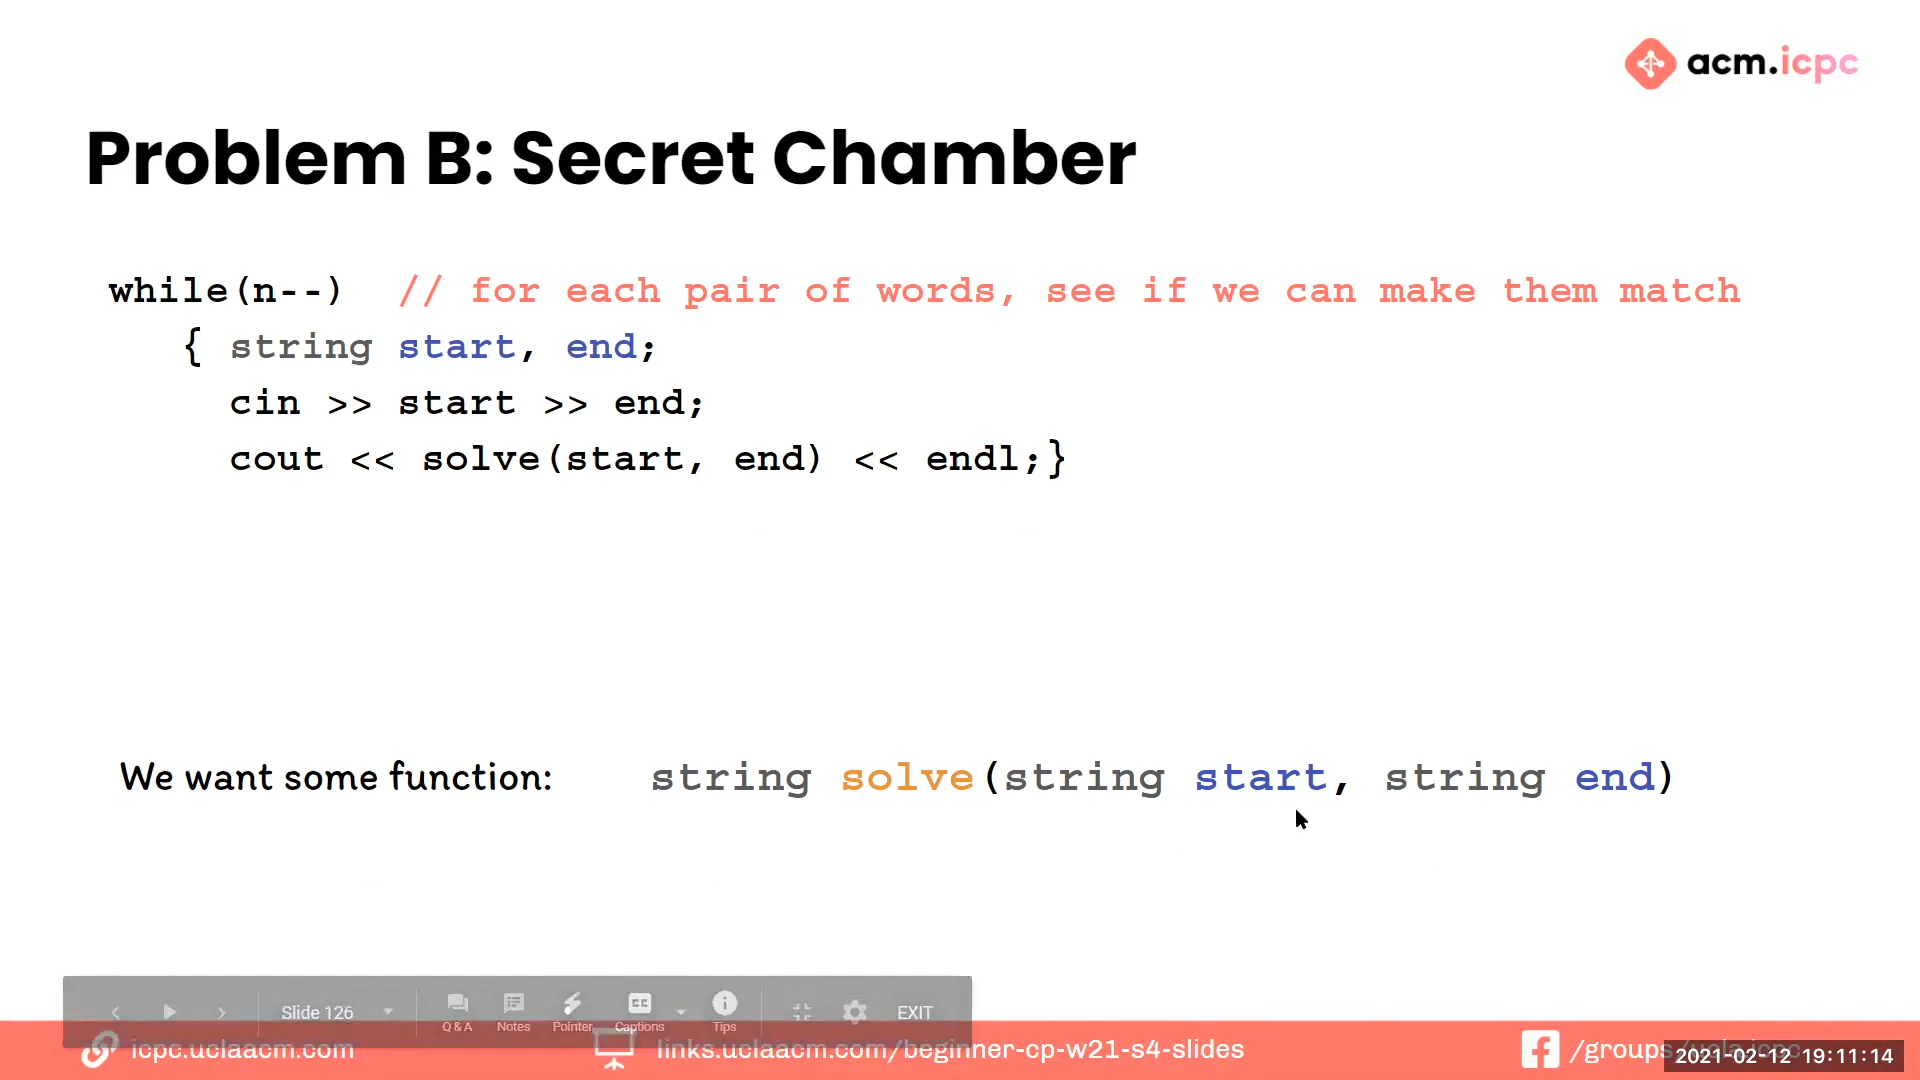 acm.icpc
Problem B: Secret Chamber
while(n--)  // for each pair of words, see if we can make them match
{ string start, end;
cin >> start >> end;
cout << solve(start, end) << endl;}
We want some function: string solve(string start, string end)
Slide 126 Q & A Notes Pointer Captions Tips EXIT
icpc.uclaacm.com links.uclaacm.com/beginner-cp-w21-s4-slides /groups/ucla.icpc
2021-02-12 19:11:14